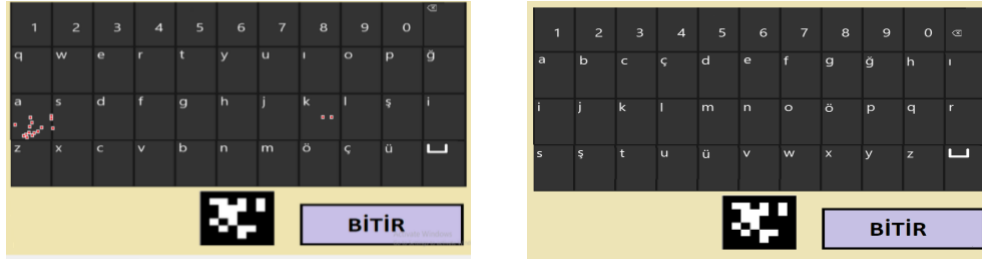 1 2 3 4 5 6 7 8 9 0 ⌫
q w e r t y u ı o p ğ
a s d f g h j k l ş i
z x c v b n m ö ç ü
BİTİR
1 2 3 4 5 6 7 8 9 0 ⌫
a b c ç d e f g ğ h ı
i j k l m n o ö p q r
s ş t u ü v w x y z
BİTİR